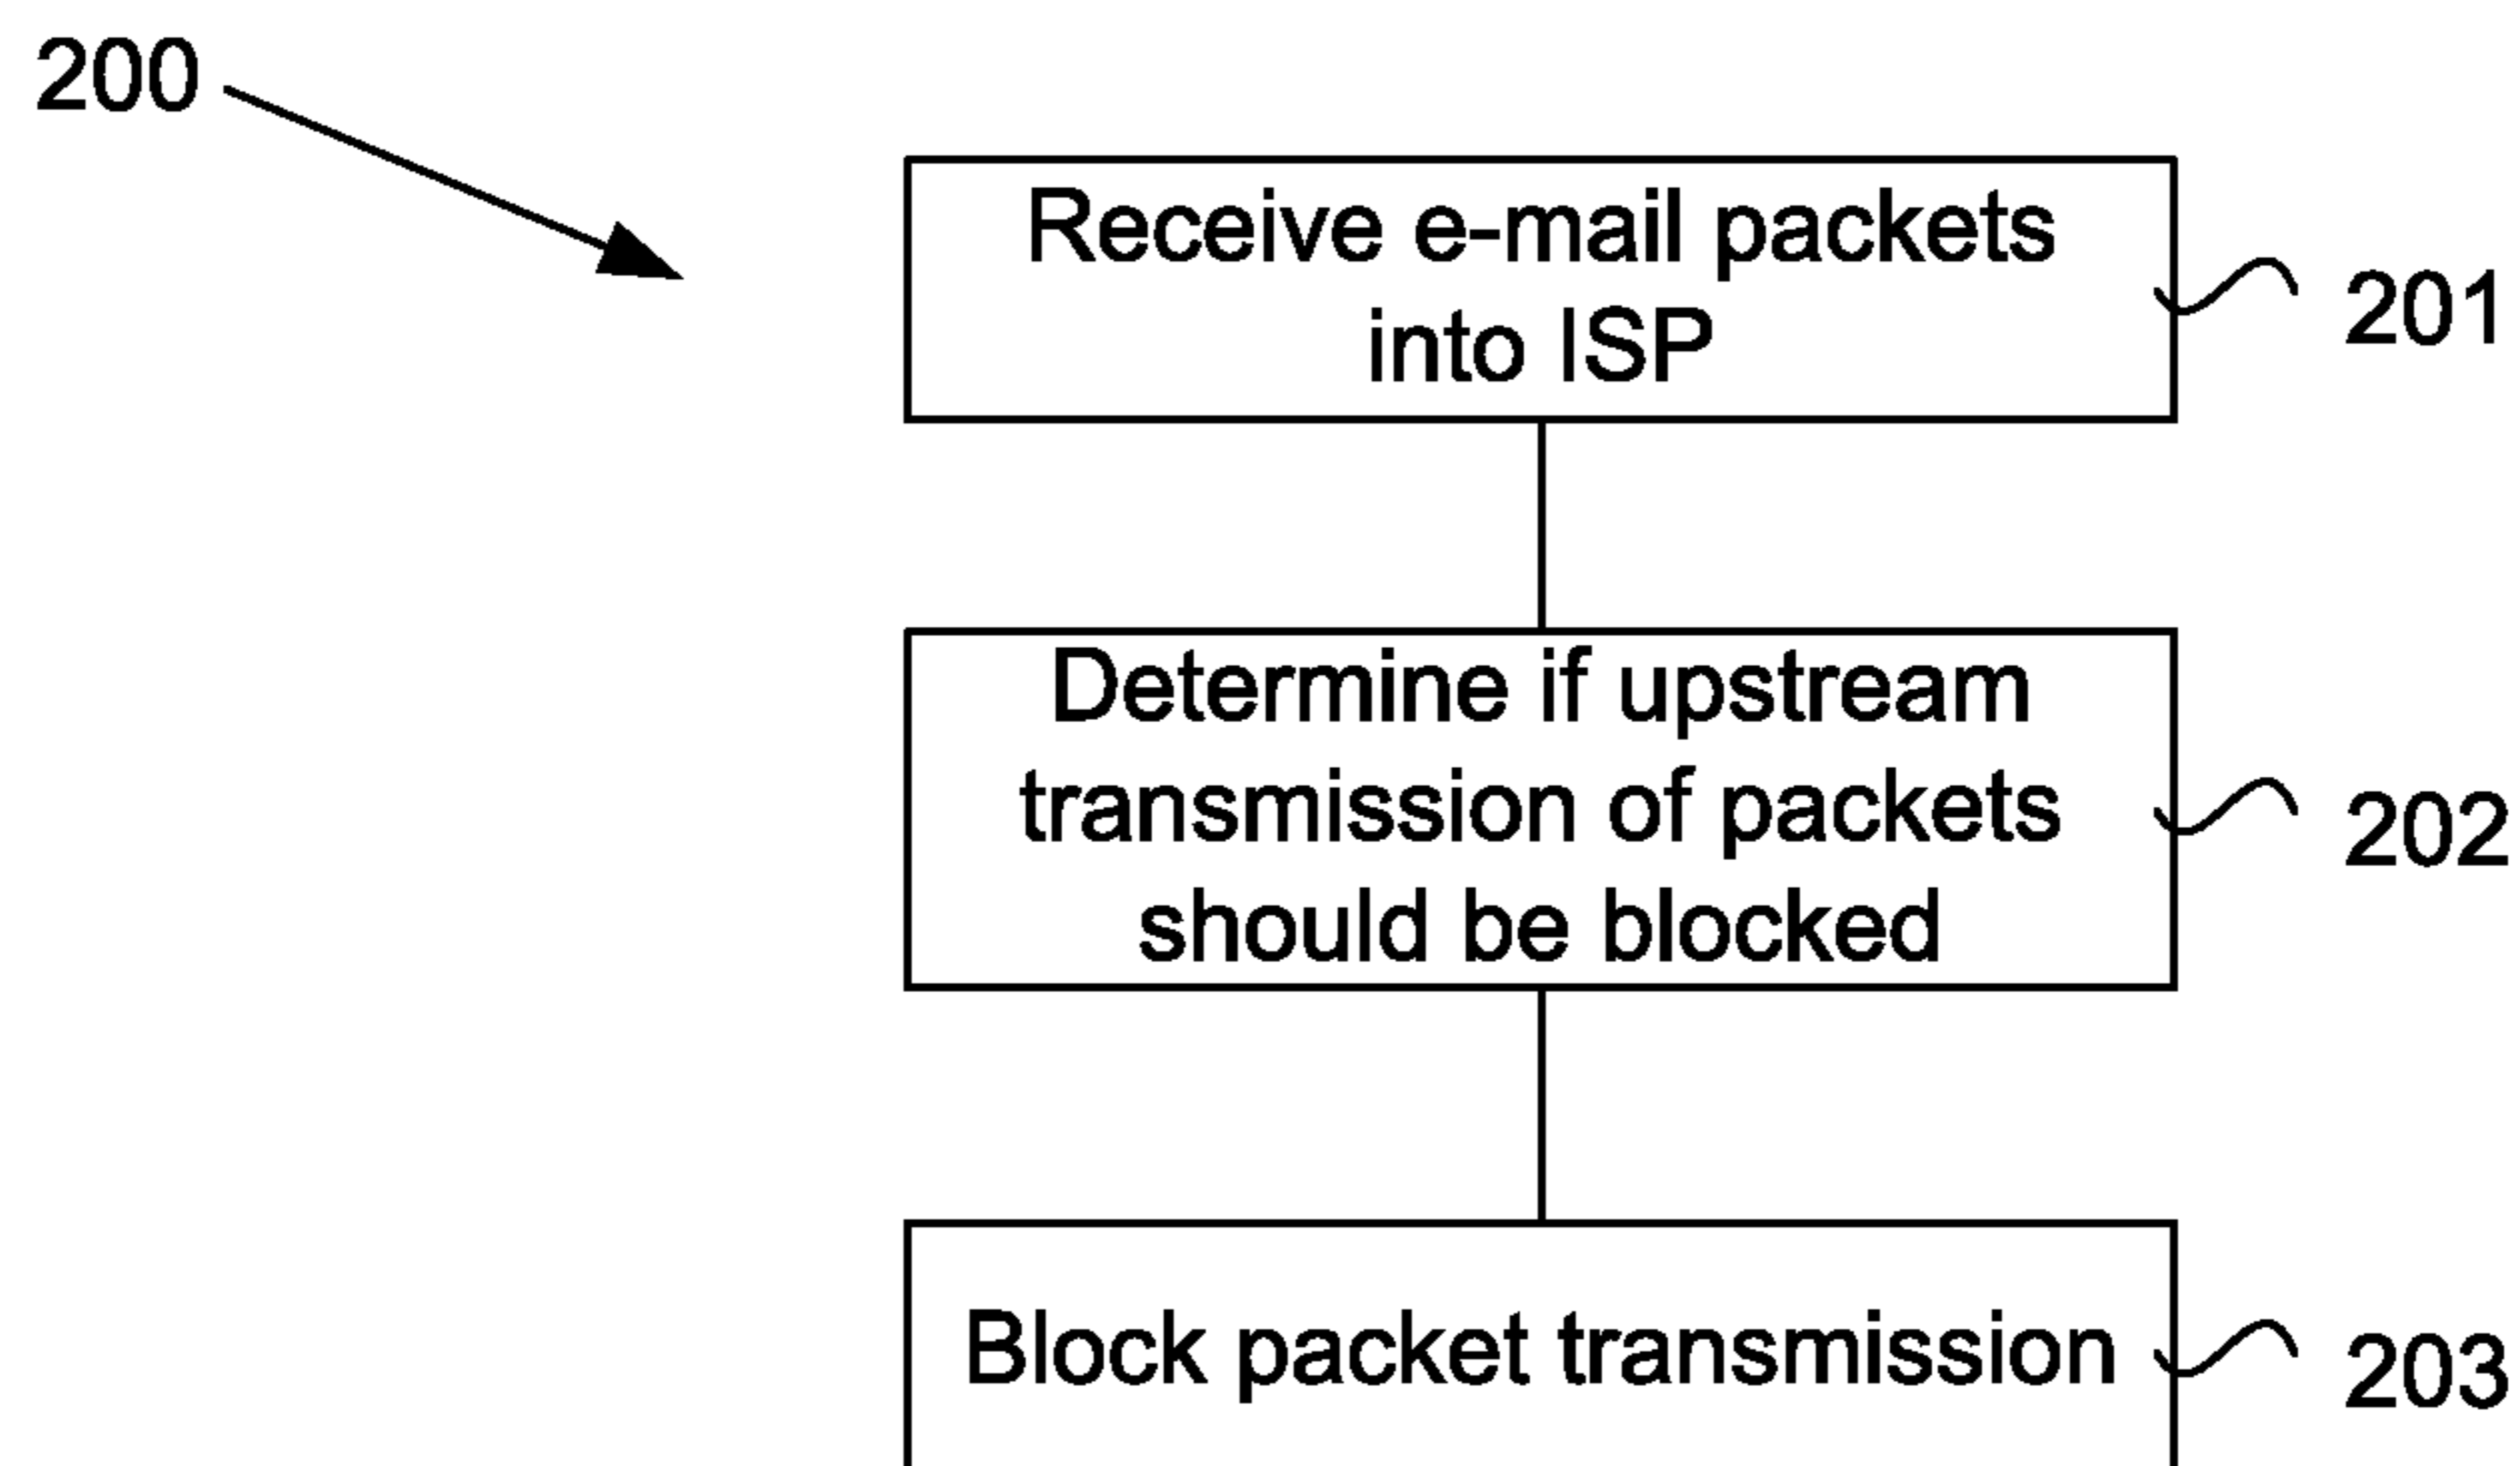 200
Receive e-mail packets
into ISP
201
Determine if upstream
transmission of packets
should be blocked
202
Block packet transmission
203